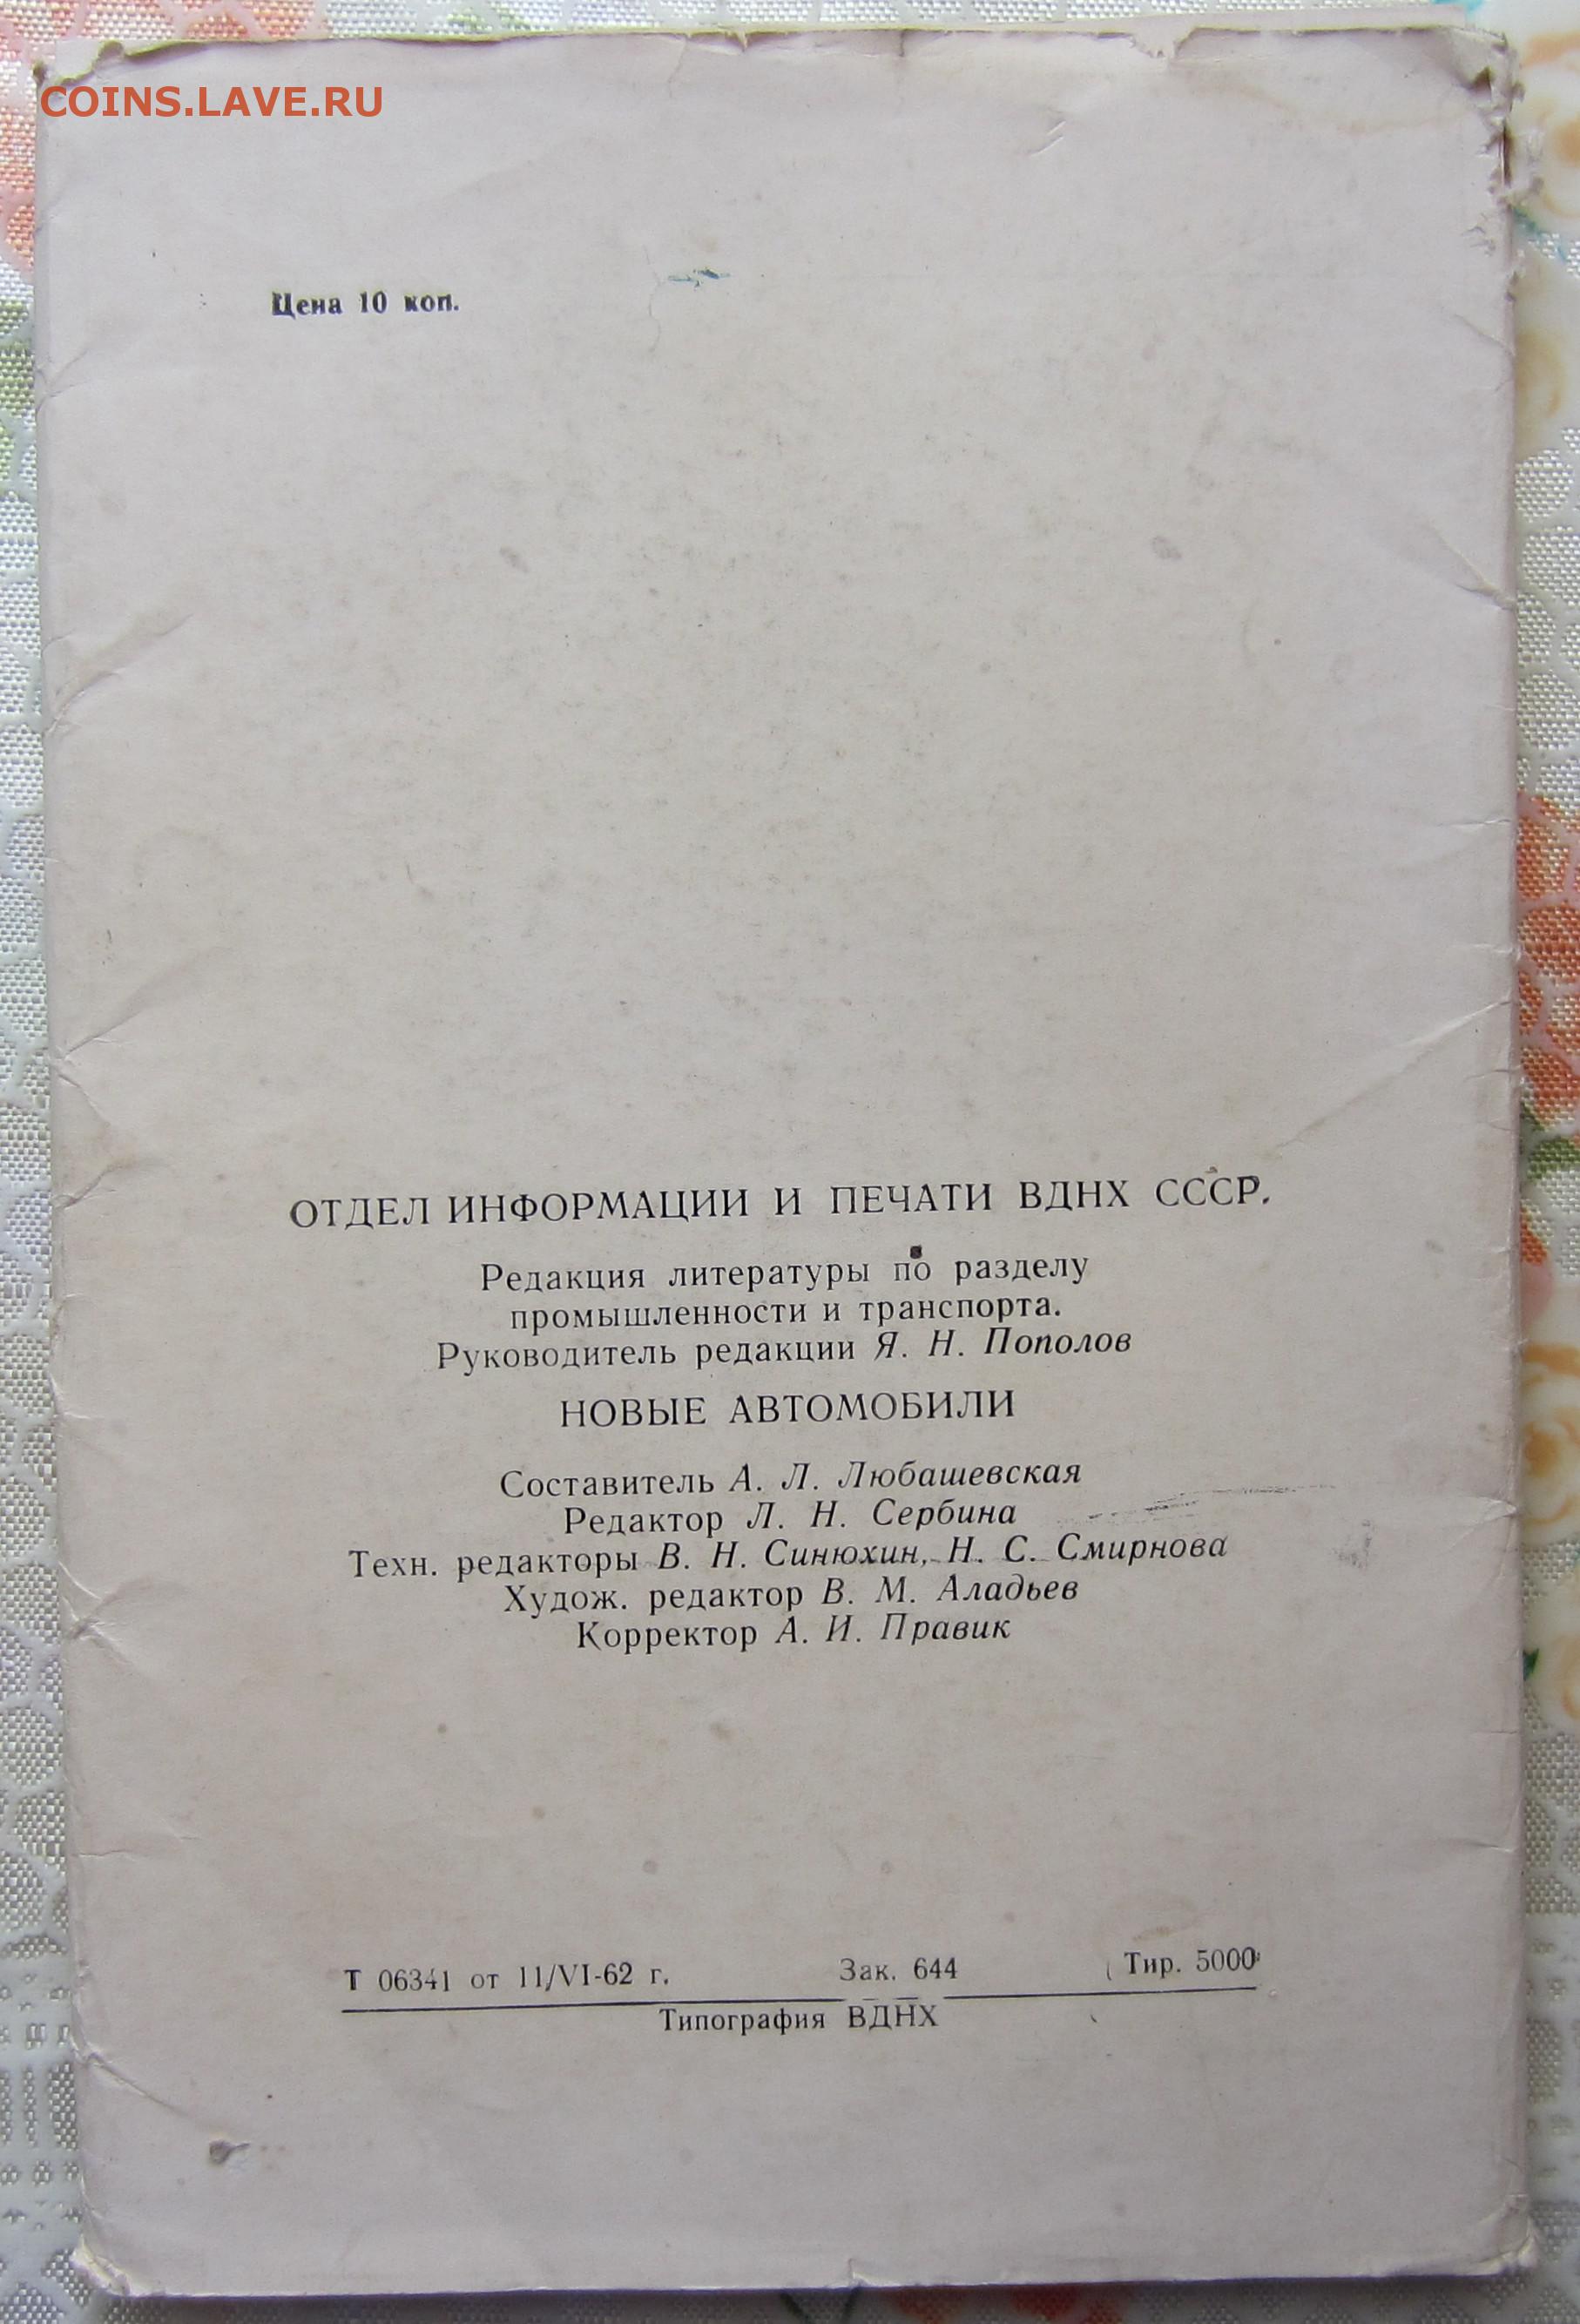 COINS.LAVE.RU
Цена 10 коп.
ОТДЕЛ ИНФОРМАЦИИ И ПЕЧАТИ ВДНХ СССР.
Редакция литературы по разделу
промышленности и транспорта.
Руководитель редакции Я. Н. Пополов
НОВЫЕ АВТОМОБИЛИ
Составитель А. Л. Любашевская
Редактор Л. Н. Сербина
Техн. редакторы В. Н. Синюхин, Н. С. Смирнова
Худож. редактор В. М. Аладьев
Корректор А. И. Правик
Т 06341 от 11/VI-62 г. Зак. 644 Тир. 5000
Типография ВДНХ